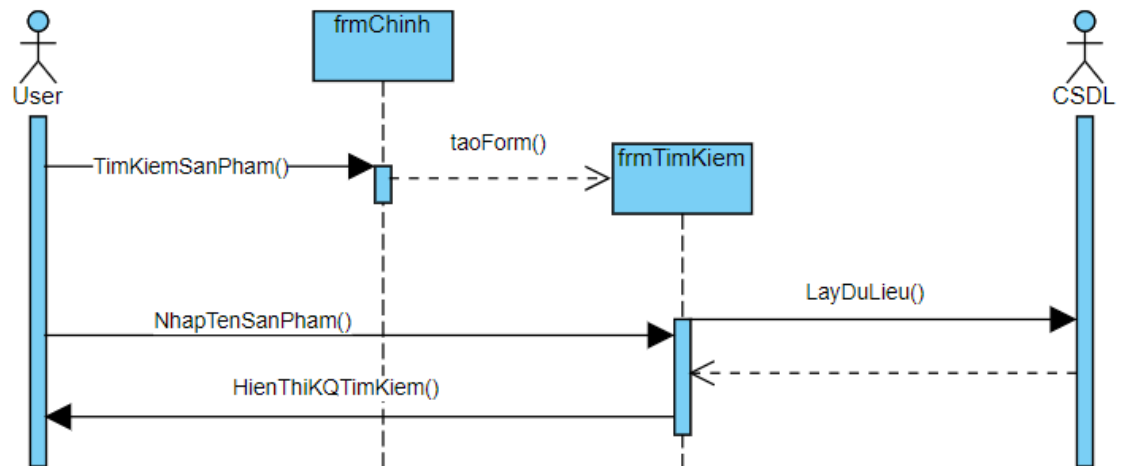 frmChinh
User
CSDL
taoForm()
frmTimKiem
TimKiemSanPham()
LayDuLieu()
NhapTenSanPham()
HienThiKQTimKiem()